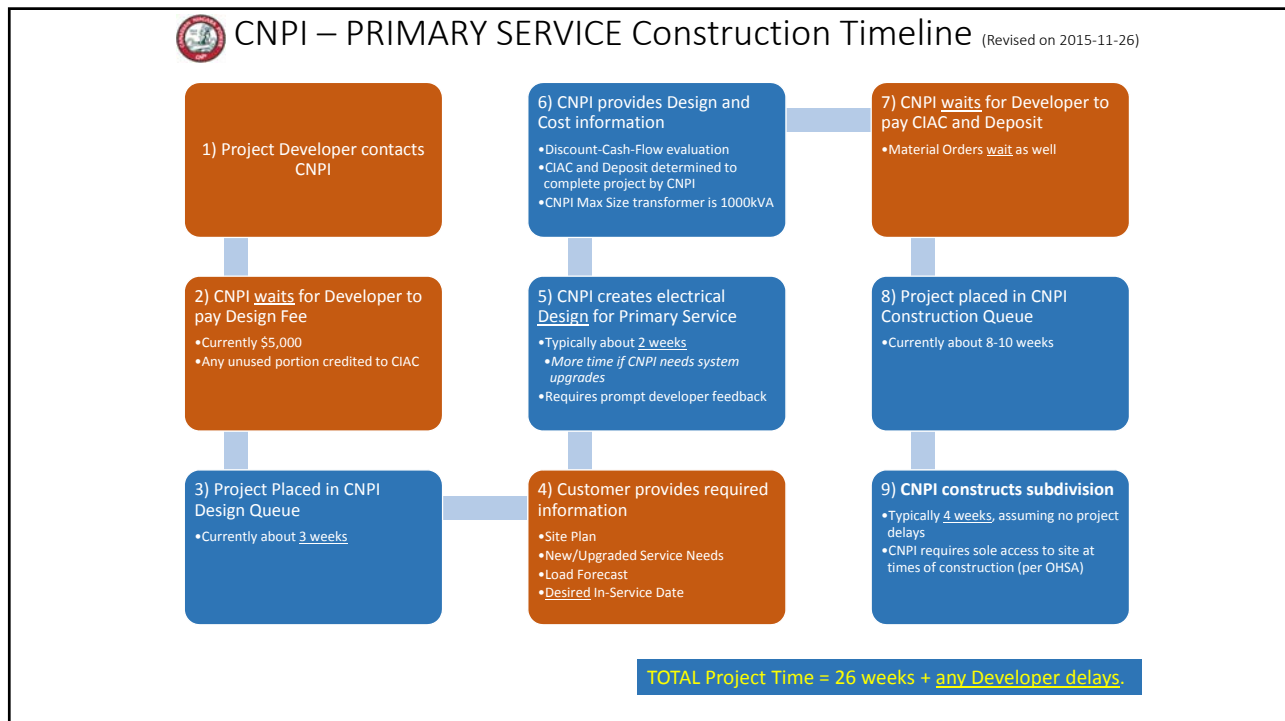 CNPI – PRIMARY SERVICE Construction Timeline (Revised on 2015-11-26)
1) Project Developer contacts
CNPI
2) CNPI waits for Developer to
pay Design Fee
•Currently $5,000
•Any unused portion credited to CIAC
3) Project Placed in CNPI
Design Queue
•Currently about 3 weeks
4) Customer provides required
information
•Site Plan
•New/Upgraded Service Needs
•Load Forecast
•Desired In-Service Date
5) CNPI creates electrical
Design for Primary Service
•Typically about 2 weeks
•More time if CNPI needs system
upgrades
•Requires prompt developer feedback
6) CNPI provides Design and
Cost information
•Discount-Cash-Flow evaluation
•CIAC and Deposit determined to
complete project by CNPI
•CNPI Max Size transformer is 1000kVA
7) CNPI waits for Developer to
pay CIAC and Deposit
•Material Orders wait as well
8) Project placed in CNPI
Construction Queue
•Currently about 8-10 weeks
9) CNPI constructs subdivision
•Typically 4 weeks, assuming no project
delays
•CNPI requires sole access to site at
times of construction (per OHSA)
TOTAL Project Time = 26 weeks + any Developer delays.